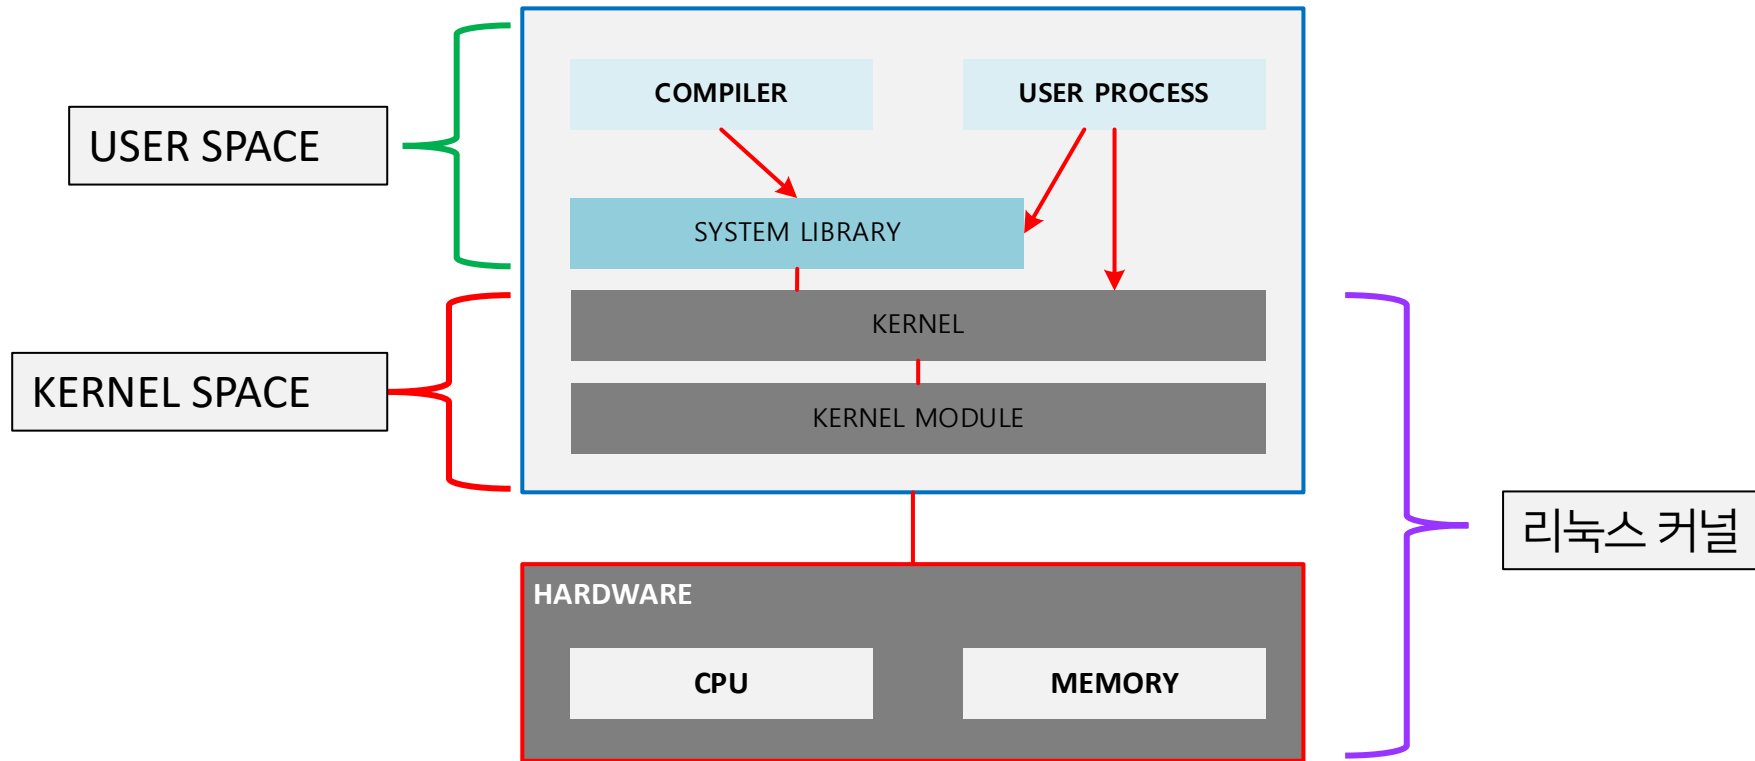 COMPILER
USER PROCESS
USER SPACE
SYSTEM LIBRARY
KERNEL
KERNEL SPACE
KERNEL MODULE
리눅스 커널
HARDWARE
CPU
MEMORY